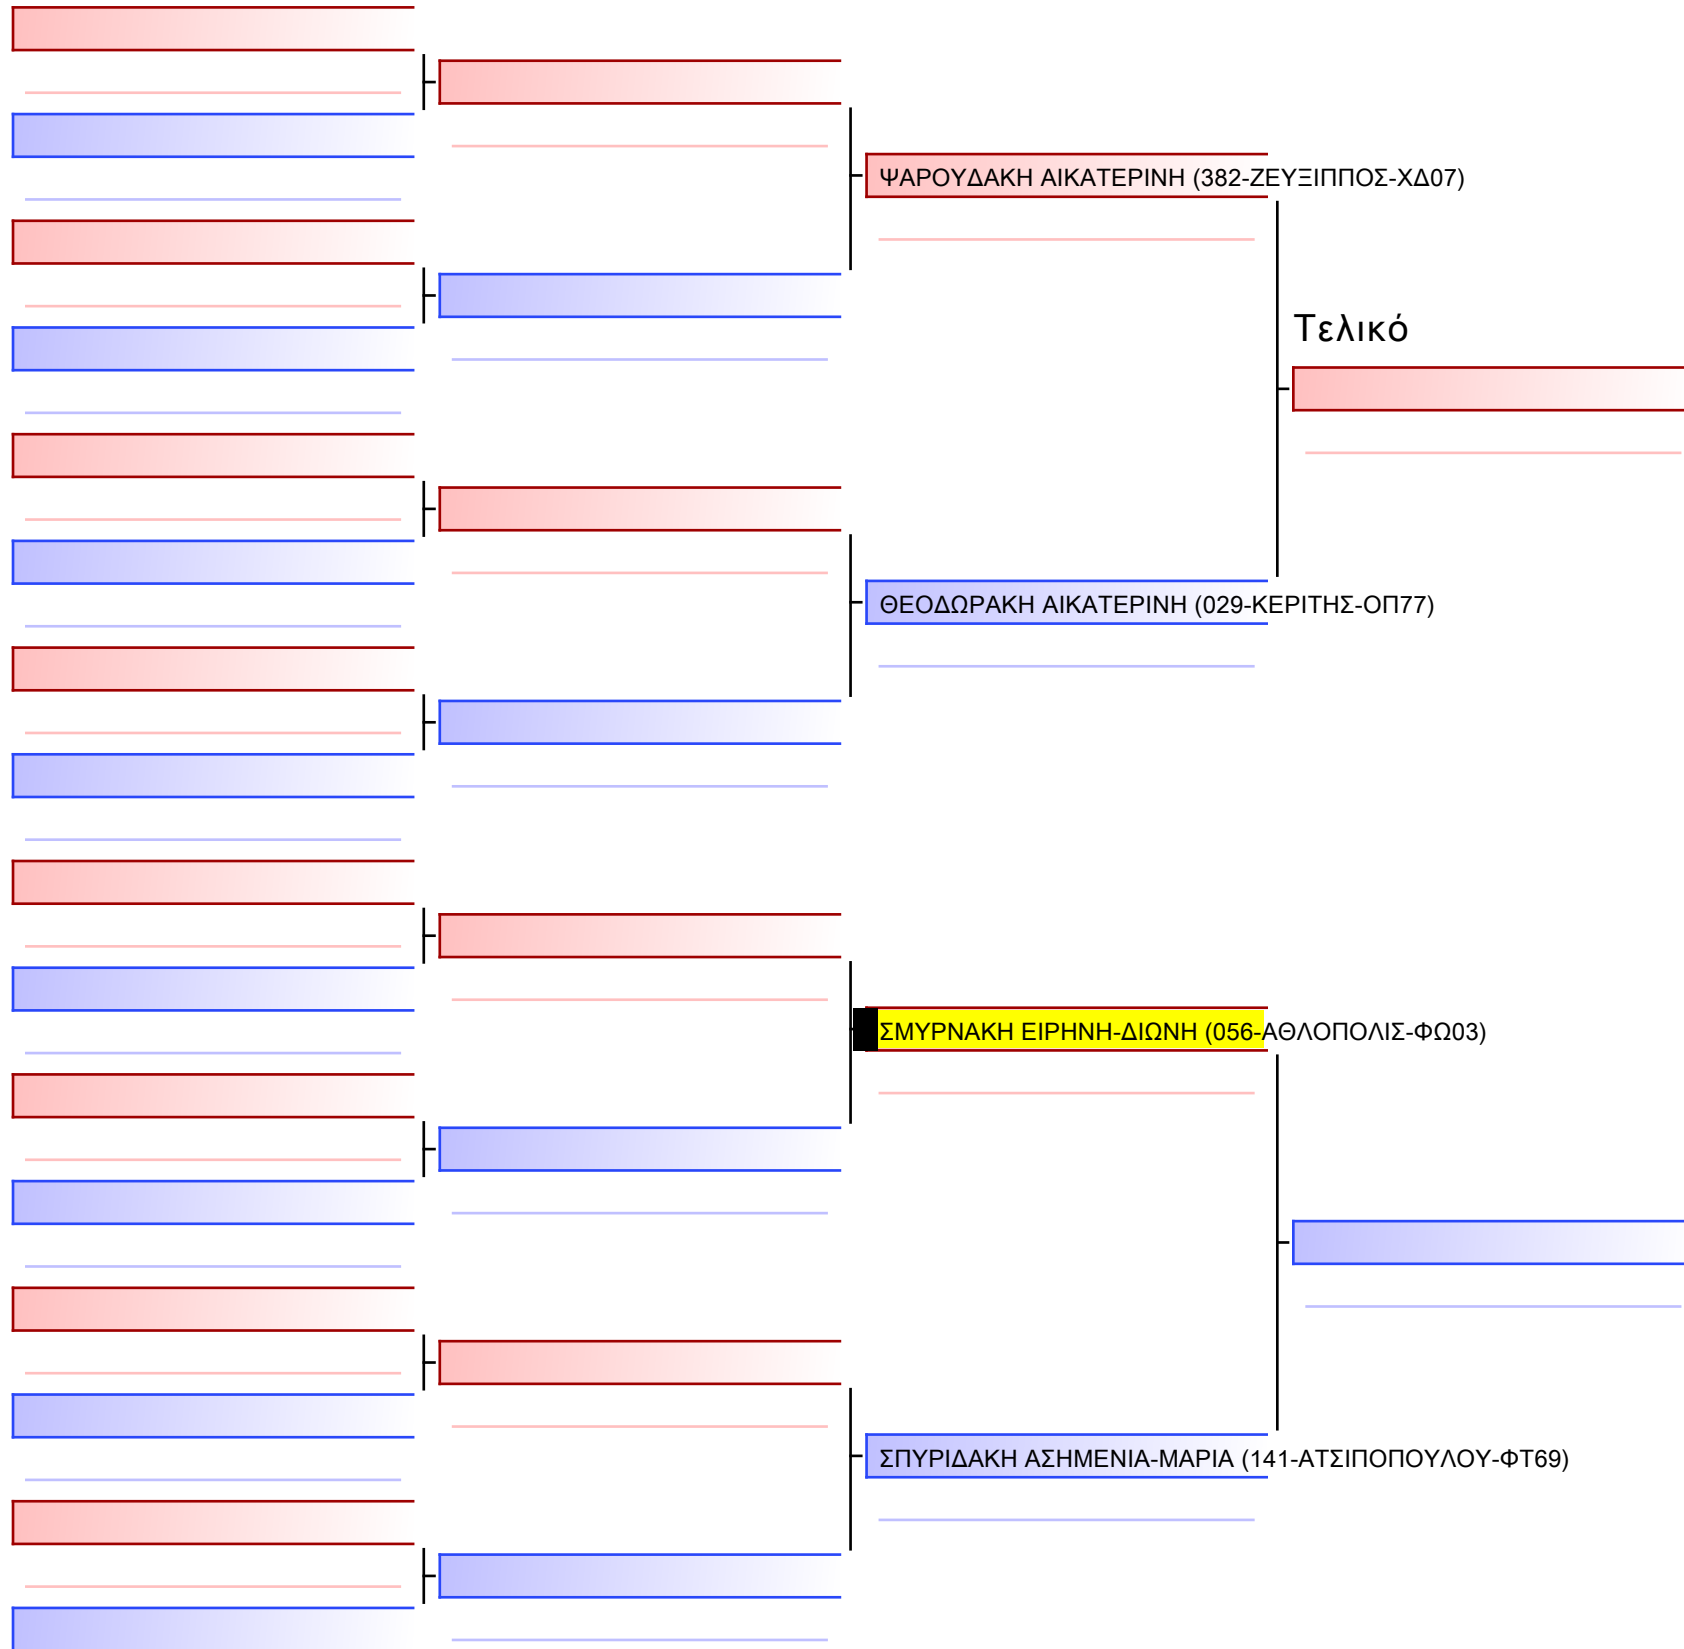 ΨΑΡΟΥΔΑΚΗ ΑΙΚΑΤΕΡΙΝΗ (382-ΖΕΥΞΙΠΠΟΣ-ΧΔ07)
Τελικό
ΘΕΟΔΩΡΑΚΗ ΑΙΚΑΤΕΡΙΝΗ (029-ΚΕΡΙΤΗΣ-ΟΠ77)
ΣΜΥΡΝΑΚΗ ΕΙΡΗΝΗ-ΔΙΩΝΗ (056-ΑΘΛΟΠΟΛΙΣ-ΦΩ03)
ΣΠΥΡΙΔΑΚΗ ΑΣΗΜΕΝΙΑ-ΜΑΡΙΑ (141-ΑΤΣΙΠΟΠΟΥΛΟΥ-ΦΤ69)